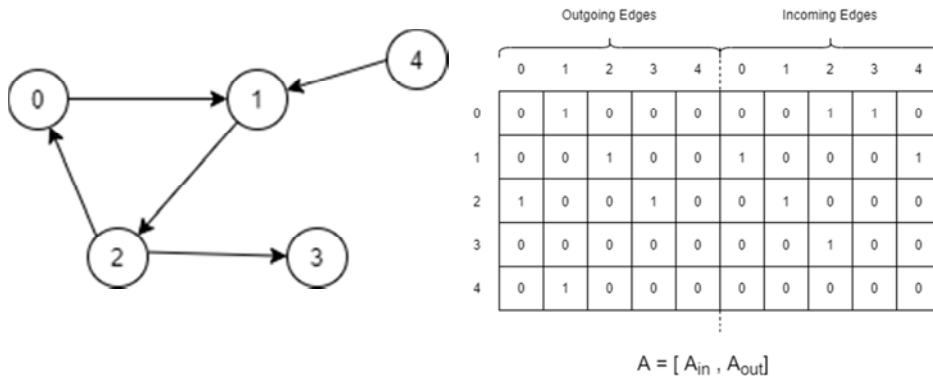 Outgoing Edges Incoming Edges
0 1 2 3 4 0 1 2 3 4
0 0 1 0 0 0 0 0 1 1 0
1 0 0 1 0 0 1 0 0 0 1
2 1 0 0 1 0 0 1 0 0 0
3 0 0 0 0 0 0 0 1 0 0
4 0 1 0 0 0 0 0 0 0 0
4
0 1
2 3
A = [ Ain , Aout]